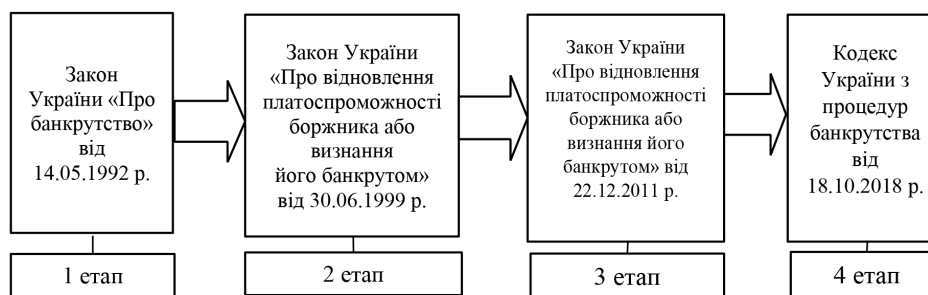 Закон
України «Про
банкрутство»
від
14.05.1992 р.
Закон України
«Про відновлення
платоспроможності
боржника або
визнання
його банкрутом»
від 30.06.1999 р.
Закон України
«Про відновлення
платоспроможності
боржника або
визнання його
банкрутом» від
22.12.2011 р.
Кодекс
України з
процедур
банкрутства
від
18.10.2018 р.
1 етап
2 етап
3 етап
4 етап